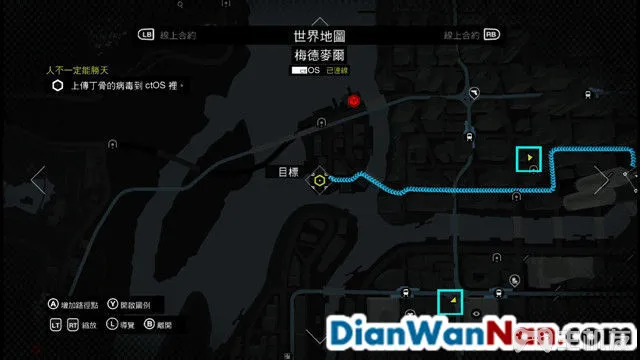 LB 線上合約
世界地圖
線上合約 RB
梅德麥爾
ctOS 已連線
人不一定能勝天
上傳丁骨的病毒到 ctOS 裡。
目標
A 增加路徑點 Y 開啟圖例
LT RT 縮放 L 導覽 B 離開
DianWanNan.com